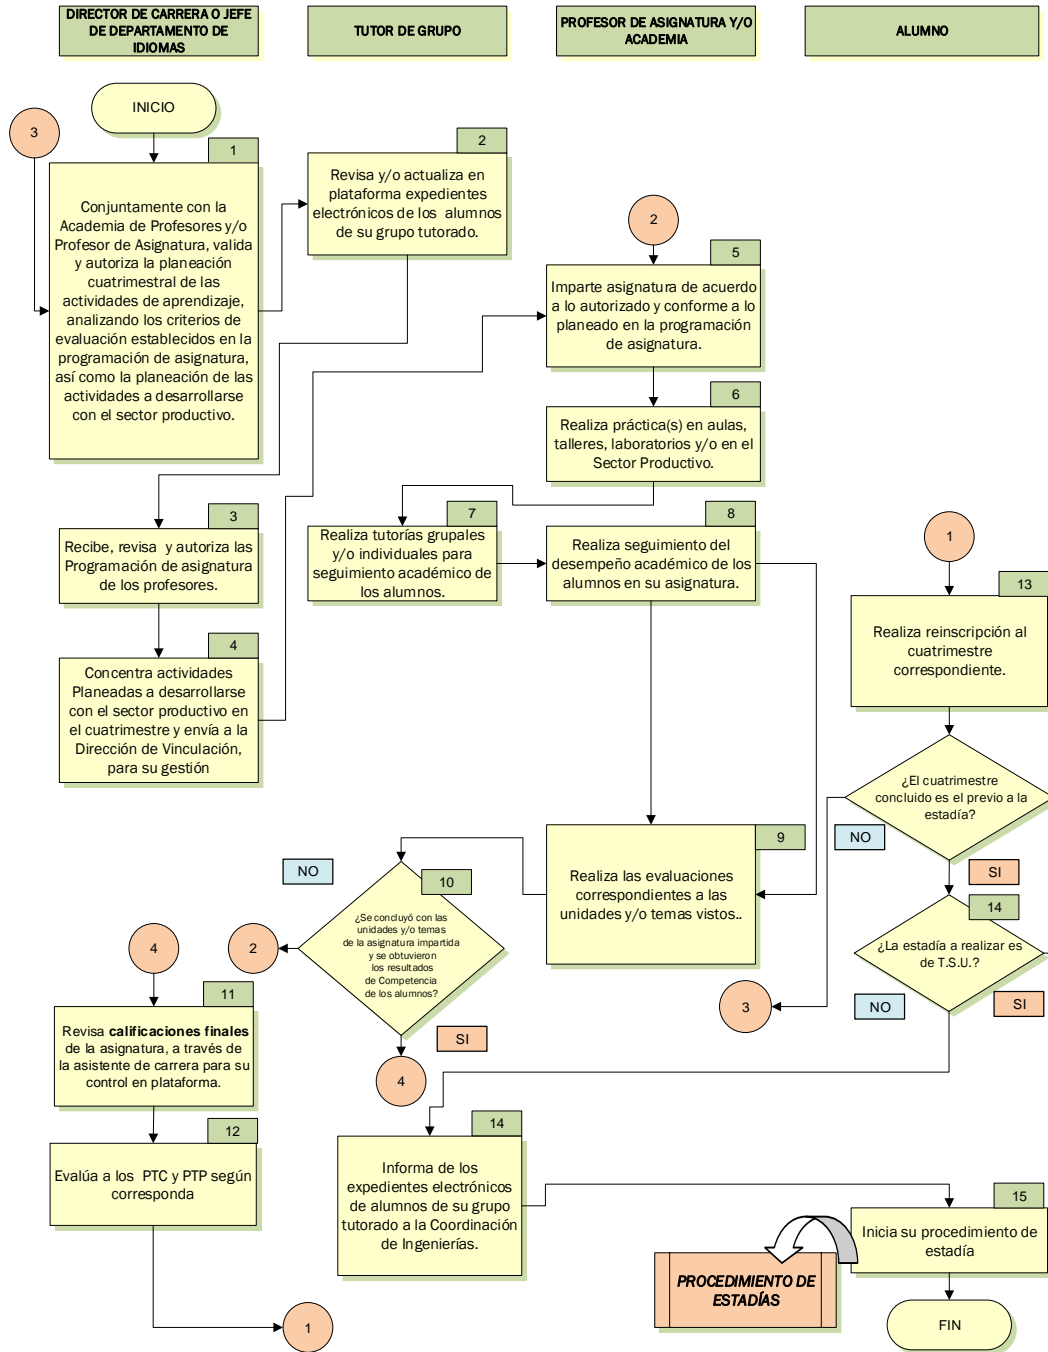 DIRECTOR DE CARRERA O JEFE
DE DEPARTAMENTO DE
IDIOMAS
TUTOR DE GRUPO
PROFESOR DE ASIGNATURA Y/O
ACADEMIA
ALUMNO
INICIO
3
1
Conjuntamente con la
Academia de Profesores y/o
Profesor de Asignatura, valida
y autoriza la planeación
cuatrimestral de las
actividades de aprendizaje,
analizando los criterios de
evaluación establecidos en la
programación de asignatura,
así como la planeación de las
actividades a desarrollarse
con el sector productivo.
2
Revisa y/o actualiza en
plataforma expedientes
electrónicos de los alumnos
de su grupo tutorado.
2
5
Imparte asignatura de acuerdo
a lo autorizado y conforme a lo
planeado en la programación
de asignatura.
6
Realiza práctica(s) en aulas,
talleres, laboratorios y/o en el
Sector Productivo.
3
Recibe, revisa y autoriza las
Programación de asignatura
de los profesores.
7
Realiza tutorías grupales
y/o individuales para
seguimiento académico de
los alumnos.
8
Realiza seguimiento del
desempeño académico de los
alumnos en su asignatura.
1
13
Realiza reinscripción al
cuatrimestre
correspondiente.
4
Concentra actividades
Planeadas a desarrollarse
con el sector productivo en
el cuatrimestre y envía a la
Dirección de Vinculación,
para su gestión
¿El cuatrimestre
concluido es el previo a la
estadía?
NO
SI
9
Realiza las evaluaciones
correspondientes a las
unidades y/o temas vistos..
NO
10
¿Se concluyó con las
unidades y/o temas
de la asignatura impartida
y se obtuvieron
los resultados
de Competencia
de los alumnos?
2
SI
4
14
¿La estadía a realizar es
de T.S.U.?
NO
SI
3
4
11
Revisa calificaciones finales
de la asignatura, a través de
la asistente de carrera para su
control en plataforma.
12
Evalúa a los PTC y PTP según
corresponda
1
14
Informa de los
expedientes electrónicos
de alumnos de su grupo
tutorado a la Coordinación
de Ingenierías.
15
Inicia su procedimiento de
estadía
PROCEDIMIENTO DE
ESTADÍAS
FIN